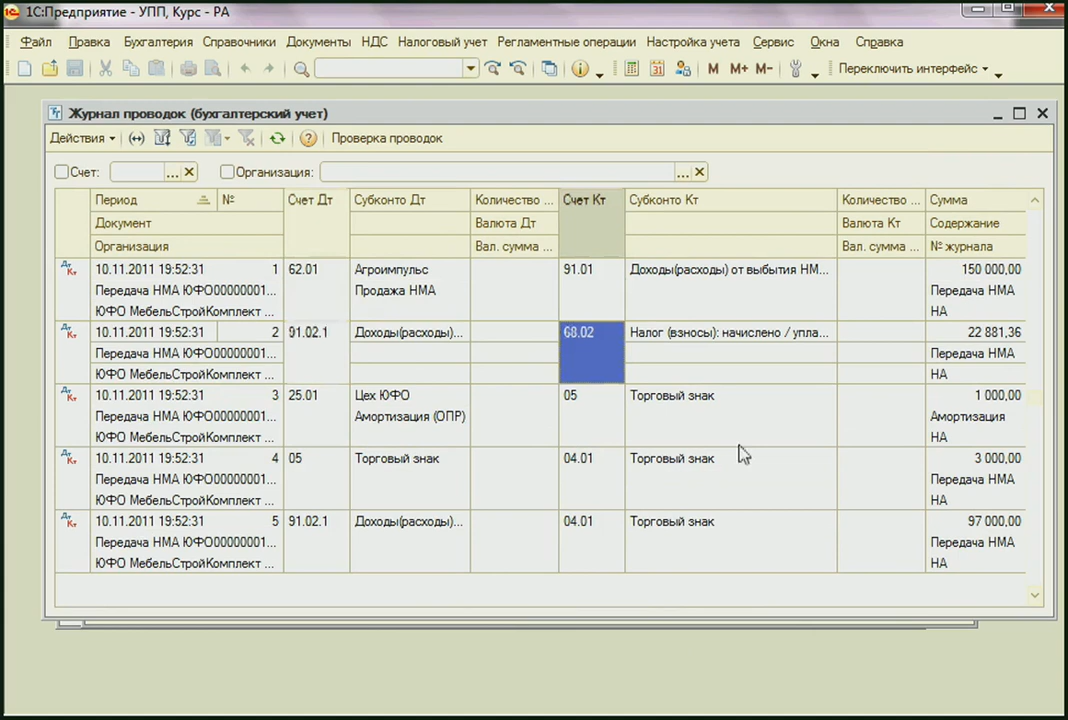 1С:Предприятие - УПП, Курс - РА
Файл Правка Бухгалтерия Справочники Документы НДС Налоговый учет Регламентные операции Настройка учета Сервис Окна Справка
M M+ M- Переключить интерфейс
Журнал проводок (бухгалтерский учет)
Действия Проверка проводок
Счет: ... Организация: ...
Период № Счет Дт Субконто Дт Количество ... Счет Кт Субконто Кт Количество ... Сумма
Документ Валюта Дт Валюта Кт Содержание
Организация Вал. сумма ... Вал. сумма ... № журнала
10.11.2011 19:52:31 1 62.01 Агроимпульс 91.01 Доходы(расходы) от выбытия НМ... 150 000,00
Передача НМА ЮФО00000001... Продажа НМА Передача НМА
ЮФО МебельСтройКомплект ... НА
10.11.2011 19:52:31 2 91.02.1 Доходы(расходы)... 68.02 Налог (взносы): начислено / упла... 22 881,36
Передача НМА ЮФО00000001... Передача НМА
ЮФО МебельСтройКомплект ... НА
10.11.2011 19:52:31 3 25.01 Цех ЮФО 05 Торговый знак 1 000,00
Передача НМА ЮФО00000001... Амортизация (ОПР) Амортизация
ЮФО МебельСтройКомплект ... НА
10.11.2011 19:52:31 4 05 Торговый знак 04.01 Торговый знак 3 000,00
Передача НМА ЮФО00000001... Передача НМА
ЮФО МебельСтройКомплект ... НА
10.11.2011 19:52:31 5 91.02.1 Доходы(расходы)... 04.01 Торговый знак 97 000,00
Передача НМА ЮФО00000001... Передача НМА
ЮФО МебельСтройКомплект ... НА